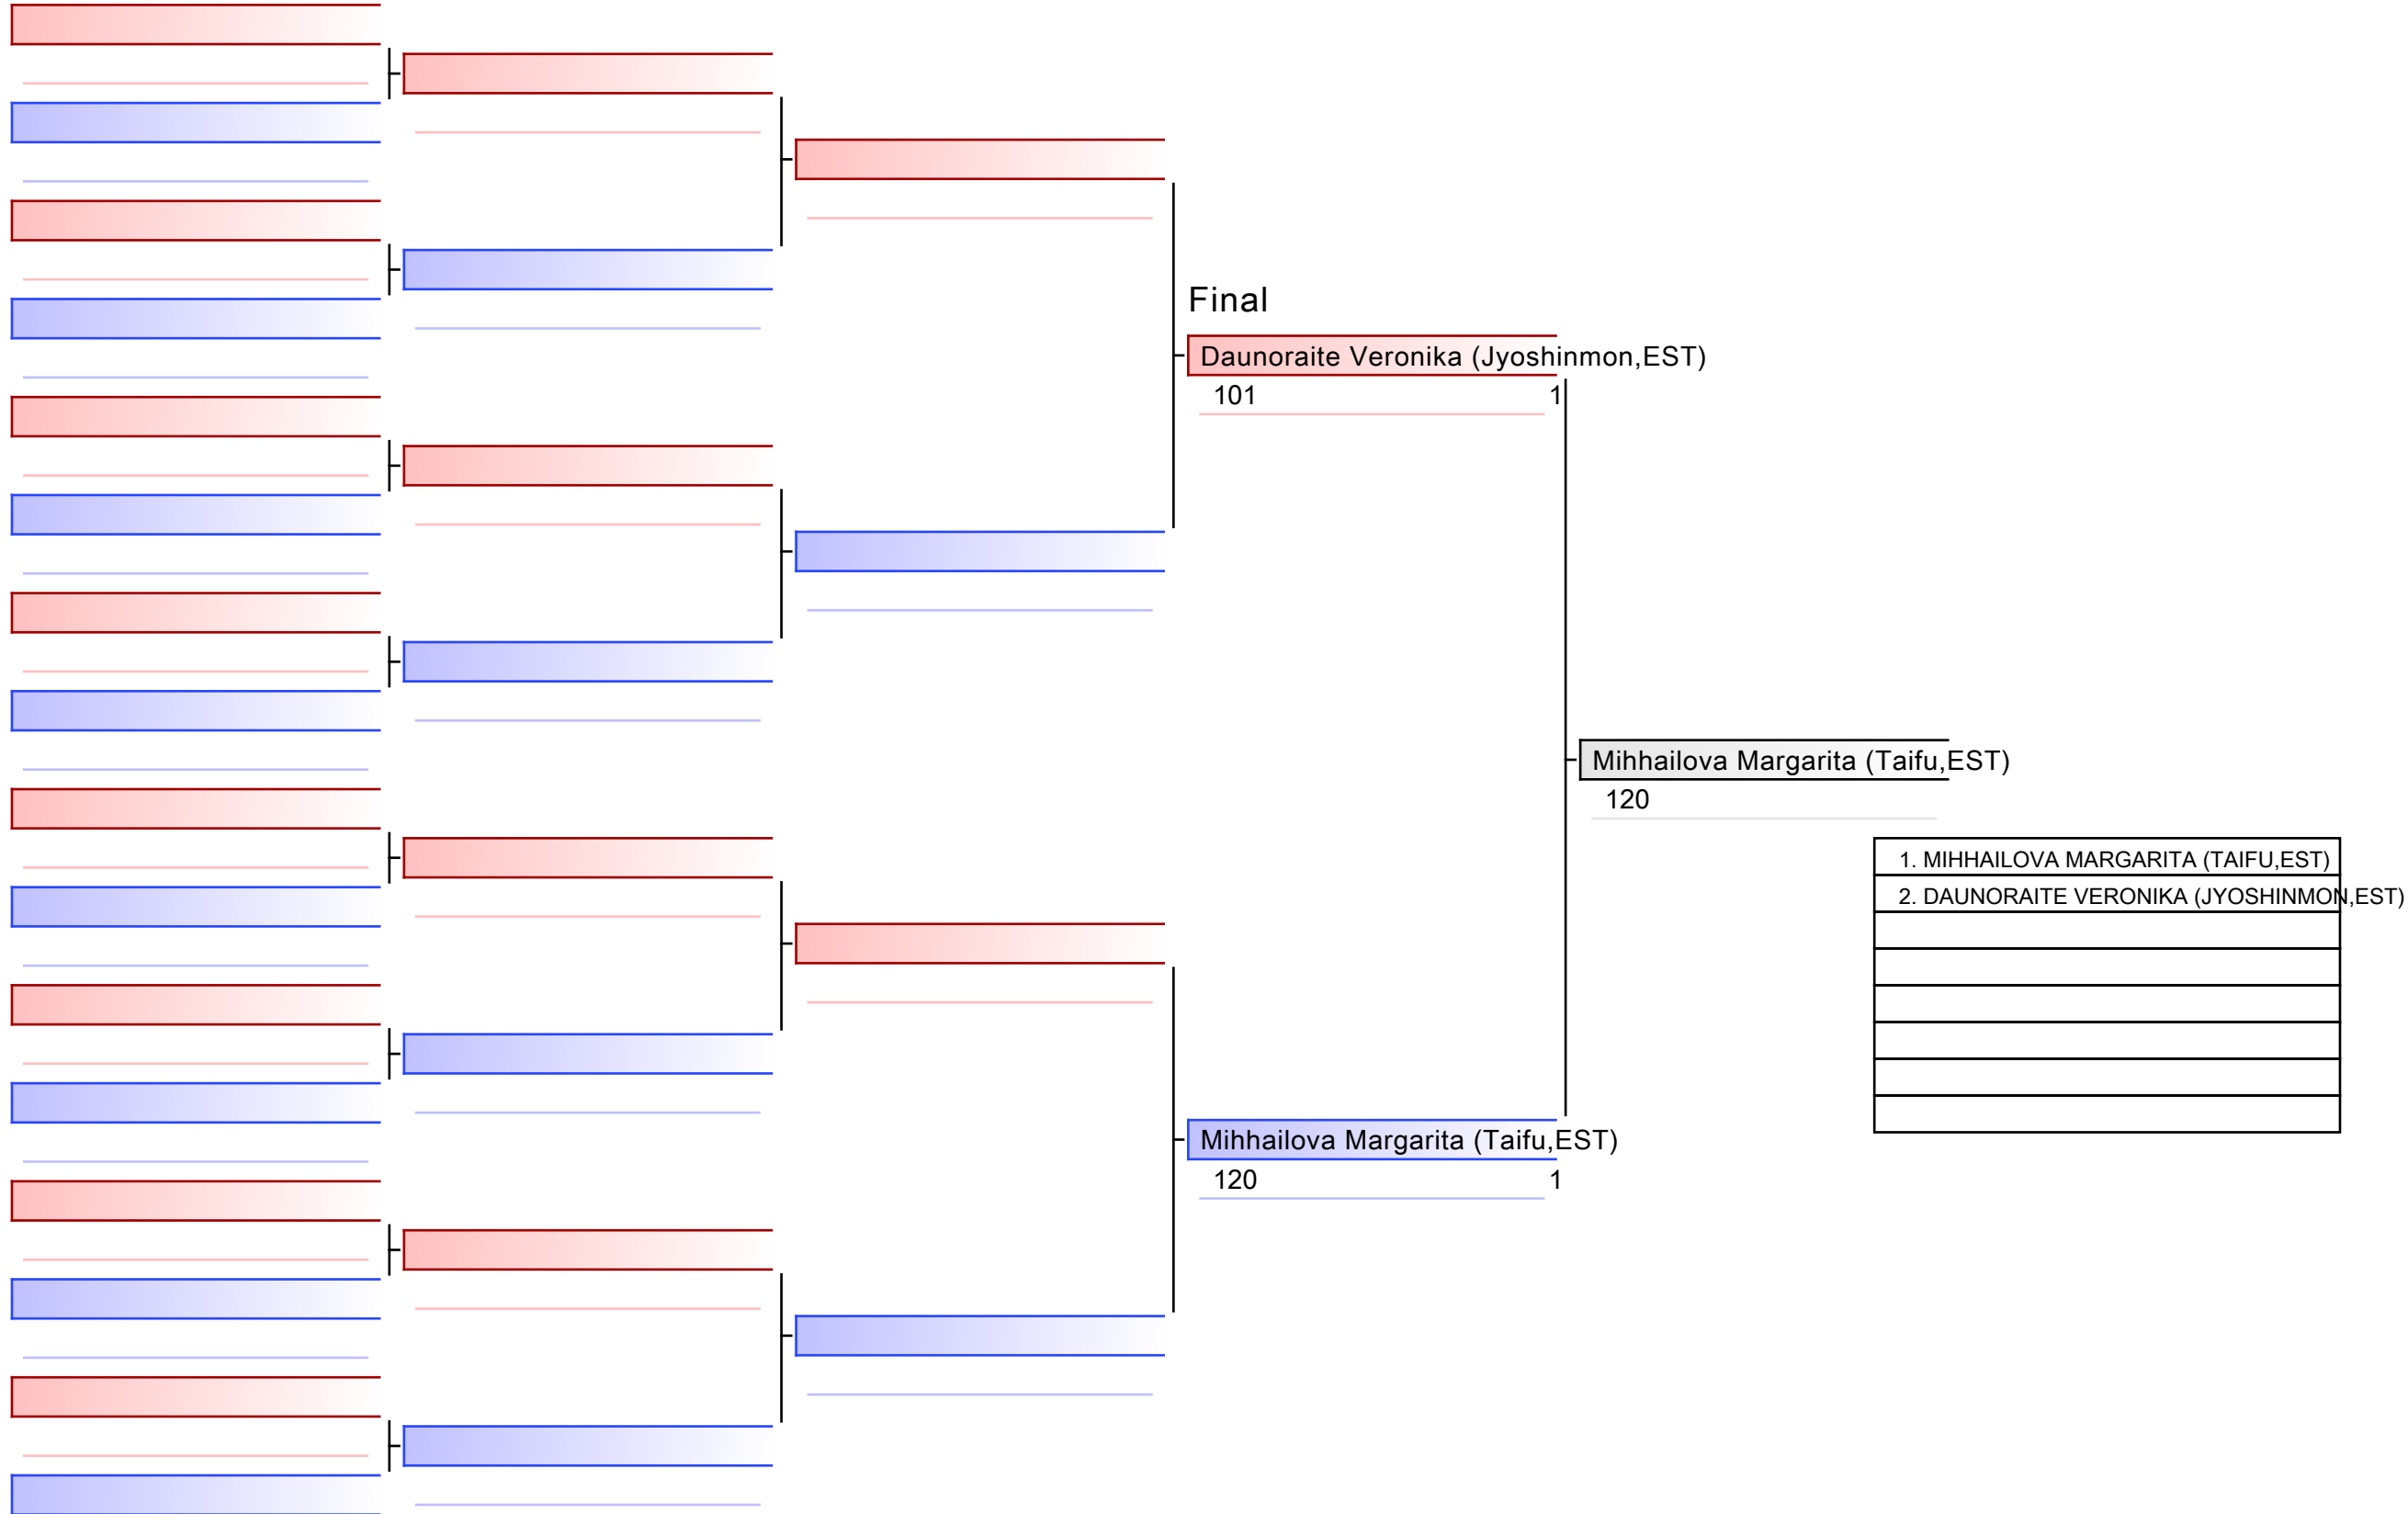 Final
Daunoraite Veronika (Jyoshinmon,EST)
101 1
Mihhailova Margarita (Taifu,EST)
120
1. MIHHAILOVA MARGARITA (TAIFU,EST)
2. DAUNORAITE VERONIKA (JYOSHINMON,EST)
Mihhailova Margarita (Taifu,EST)
120 1